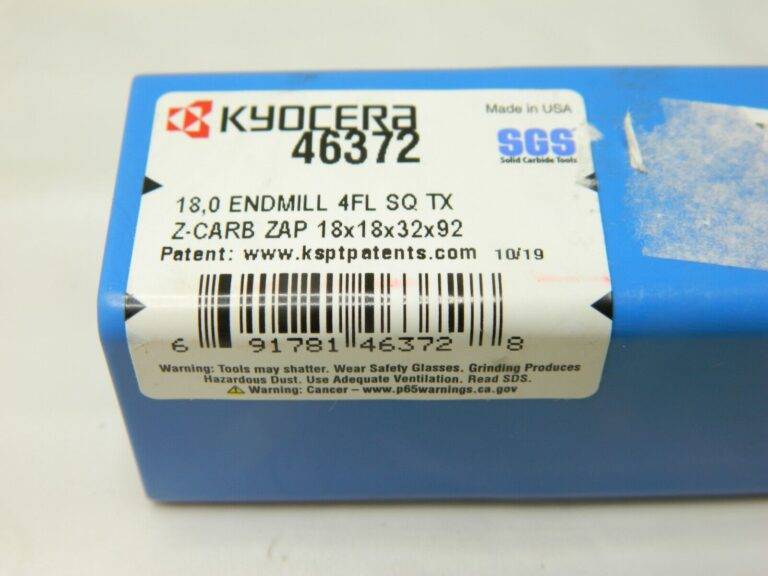 KYOCERA
46372
Made in USA
SGS
Solid Carbide Tools
18,0 ENDMILL 4FL SQ TX
Z-CARB ZAP 18x18x32x92
Patent: www.ksptpatents.com 10/19
6 91781 46372 8
Warning: Tools may shatter. Wear Safety Glasses. Grinding Produces
Hazardous Dust. Use Adequate Ventilation. Read SDS.
⚠ Warning: Cancer – www.p65warnings.ca.gov